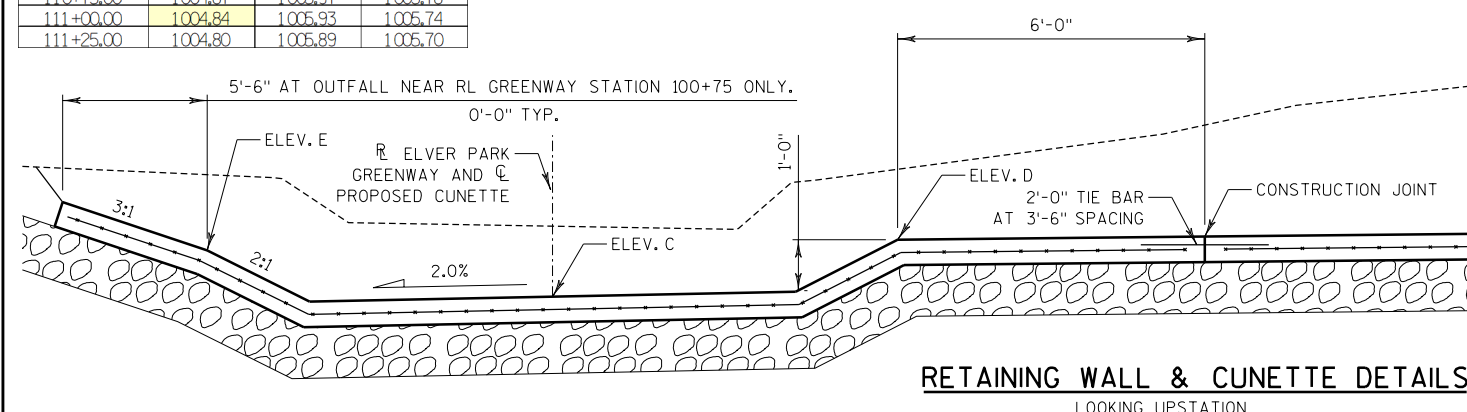 111+00.00 1004.84 1005.93 1005.74
111+25.00 1004.80 1005.89 1005.70
6'-0"
5'-6" AT OUTFALL NEAR RL GREENWAY STATION 100+75 ONLY.
0'-0" TYP.
ELEV. E
RL ELVER PARK
GREENWAY AND CL
PROPOSED CUNETTE
1'-0"
ELEV. D
2'-0" TIE BAR
AT 3'-6" SPACING
CONSTRUCTION JOINT
3:1
2:1
2.0%
ELEV. C
RETAINING WALL & CUNETTE DETAILS
LOOKING UPSTATION